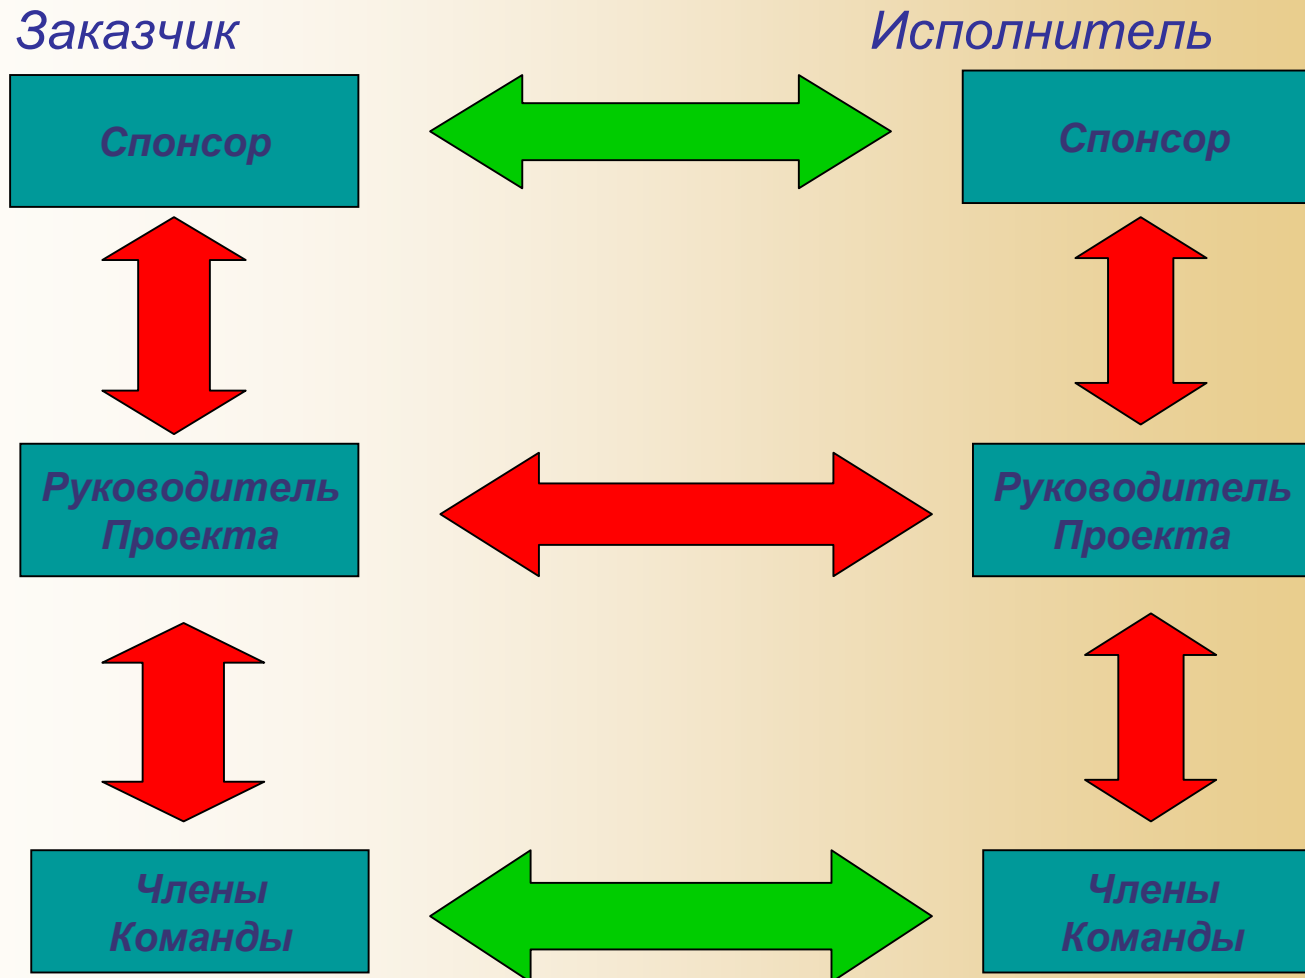 Заказчик
Исполнитель
Спонсор
Спонсор
Руководитель
Проекта
Руководитель
Проекта
Члены
Команды
Члены
Команды